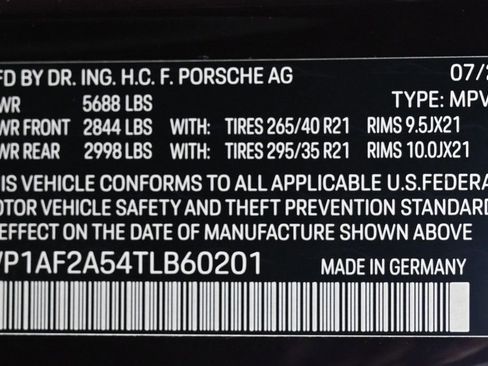 FD BY DR. ING. H.C. F. PORSCHE AG 07/2
WR 5688 LBS TYPE: MPV
WR FRONT 2844 LBS WITH: TIRES 265/40 R21 RIMS 9.5JX21
WR REAR 2998 LBS WITH: TIRES 295/35 R21 RIMS 10.0JX21
IS VEHICLE CONFORMS TO ALL APPLICABLE U.S.FEDERA
OTOR VEHICLE SAFETY AND THEFT PREVENTION STANDARD
EFFECT ON THE DATE OF MANUFACTURE SHOWN ABOVE
P1AF2A54TLB60201 MADE IN GERMANY